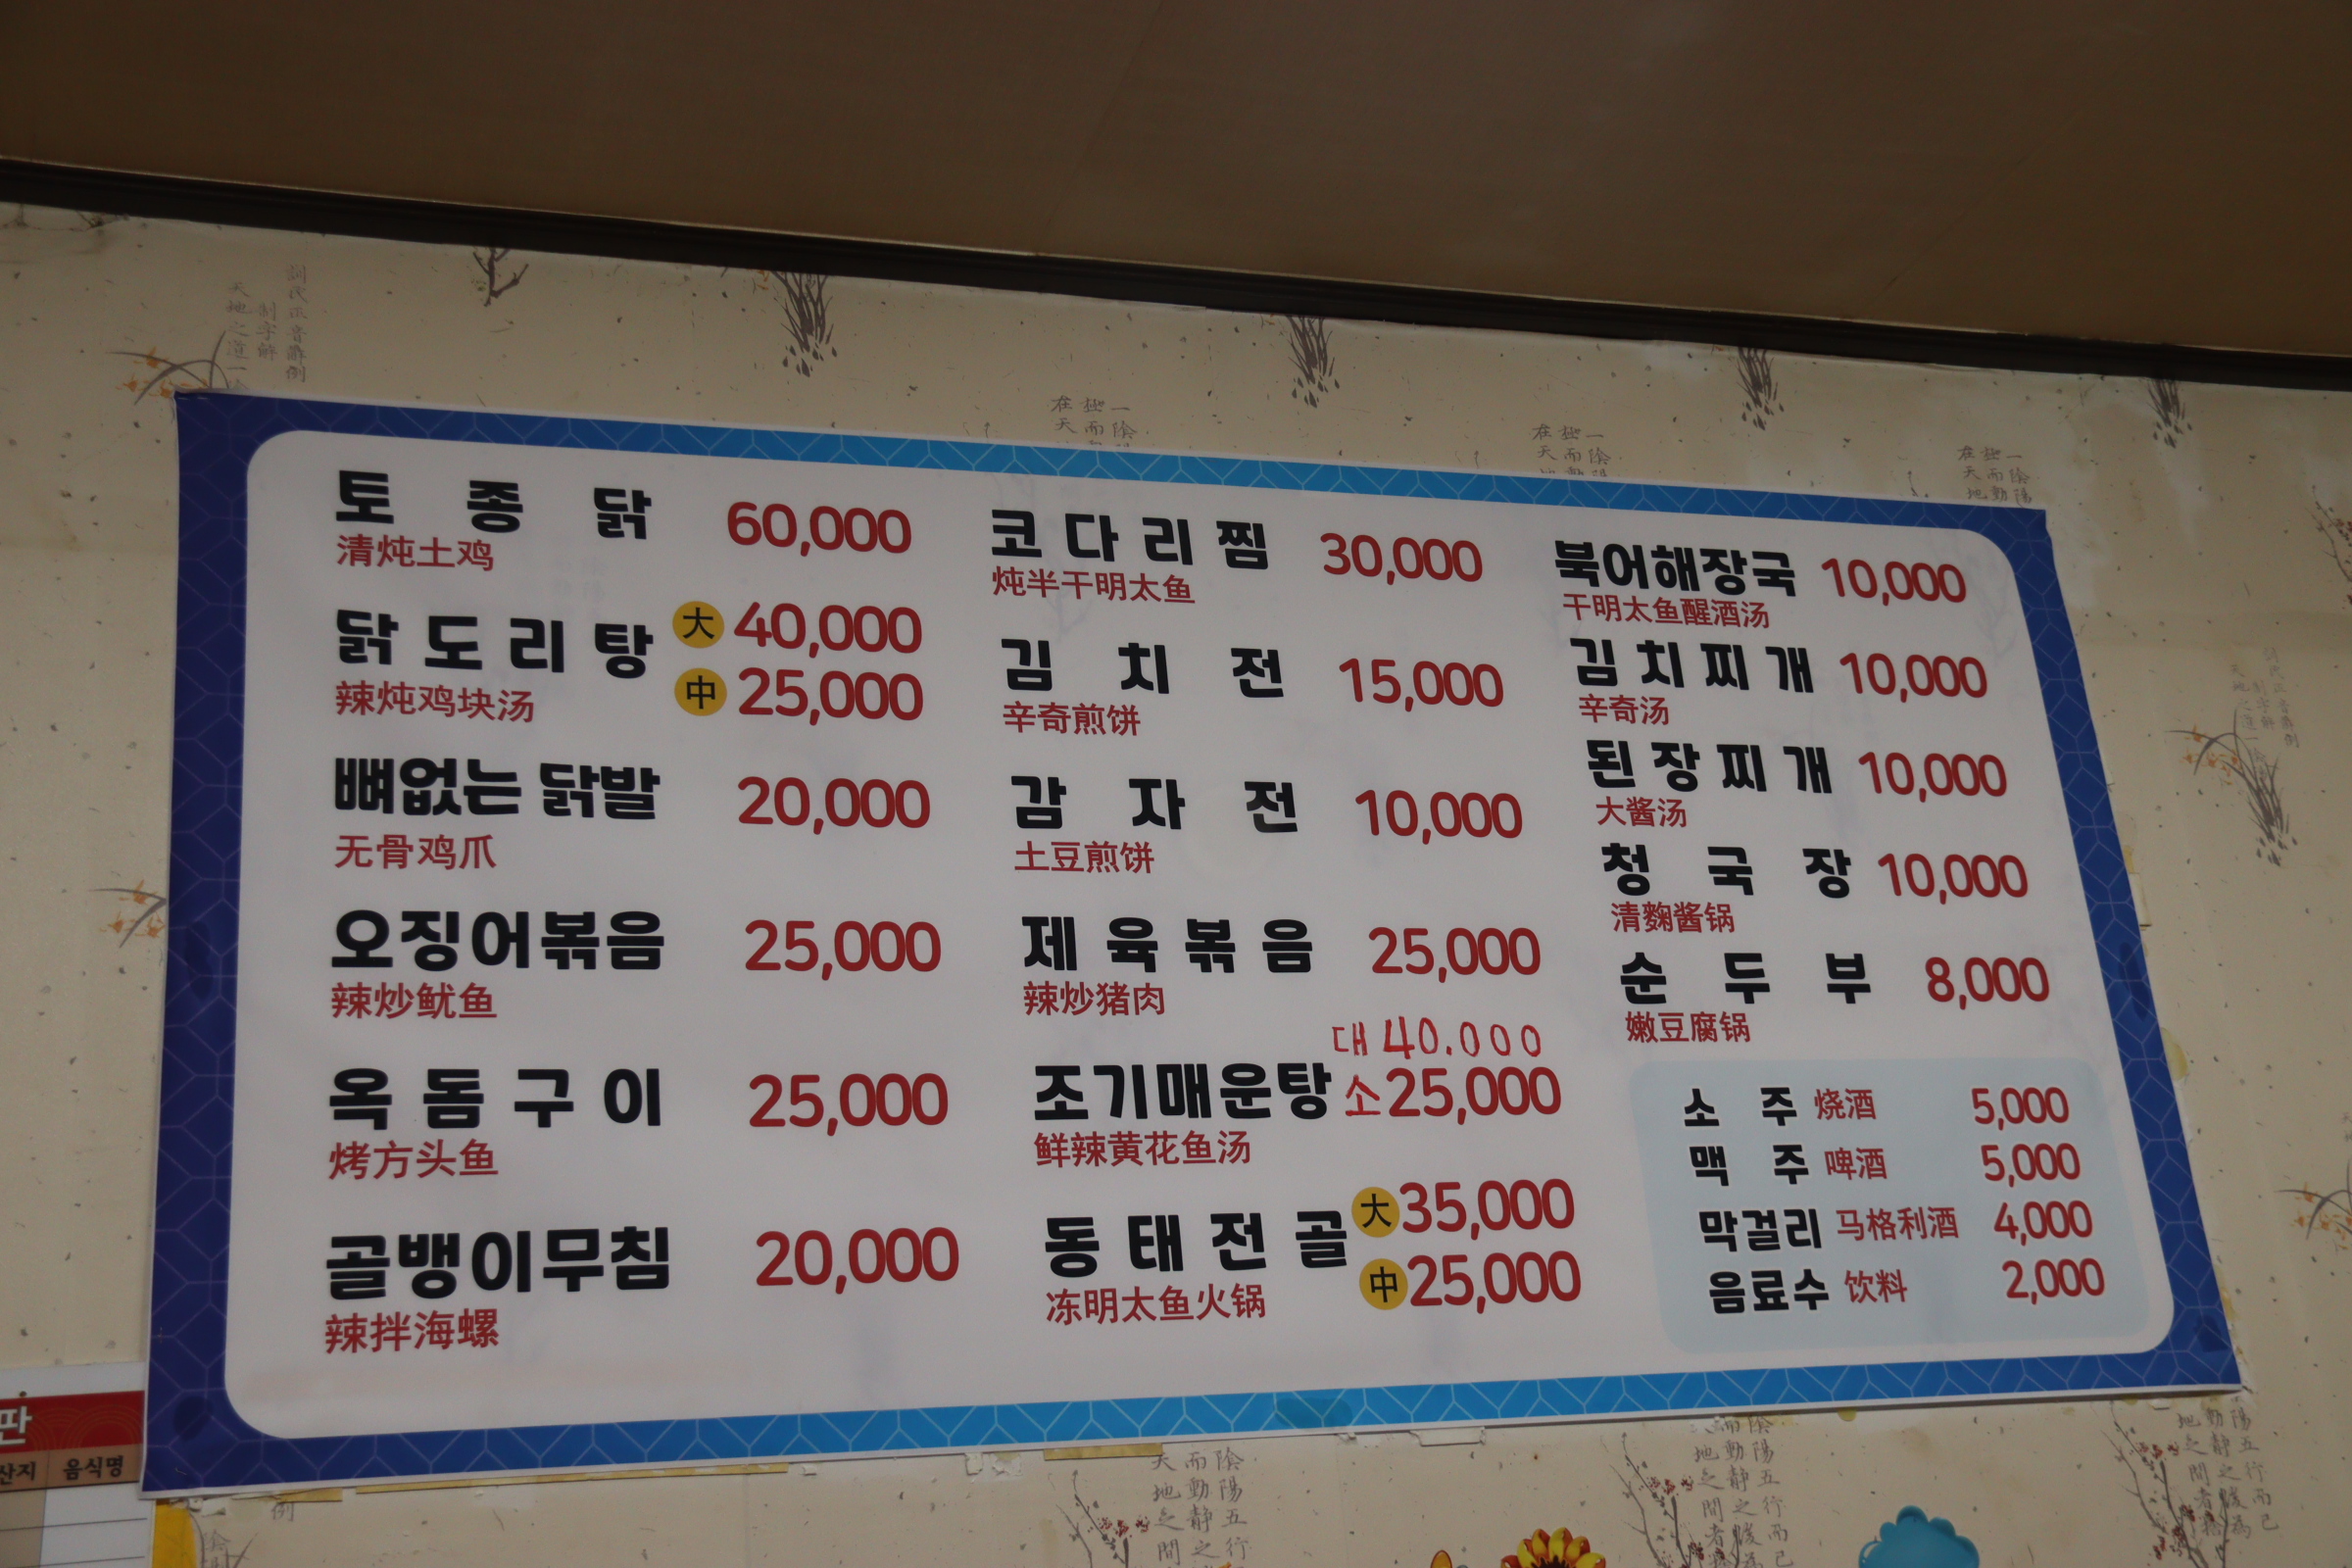 토종닭 60,000
清炖土鸡
닭도리탕 大 40,000
中 25,000
辣炖鸡块汤
뼈없는 닭발 20,000
无骨鸡爪
오징어볶음 25,000
辣炒鱿鱼
옥돔구이 25,000
烤方头鱼
골뱅이무침 20,000
辣拌海螺
코다리찜 30,000
炖半干明太鱼
김치전 15,000
辛奇煎饼
감자전 10,000
土豆煎饼
제육볶음 25,000
辣炒猪肉
대 40.000
조기매운탕 소 25,000
鲜辣黄花鱼汤
동태전골 大 35,000
中 25,000
冻明太鱼火锅
북어해장국 10,000
干明太鱼醒酒汤
김치찌개 10,000
辛奇汤
된장찌개 10,000
大酱汤
청국장 10,000
清麴酱锅
순두부 8,000
嫩豆腐锅
소주 烧酒 5,000
맥주 啤酒 5,000
막걸리 马格利酒 4,000
음료수 饮料 2,000
판
산지 음식명